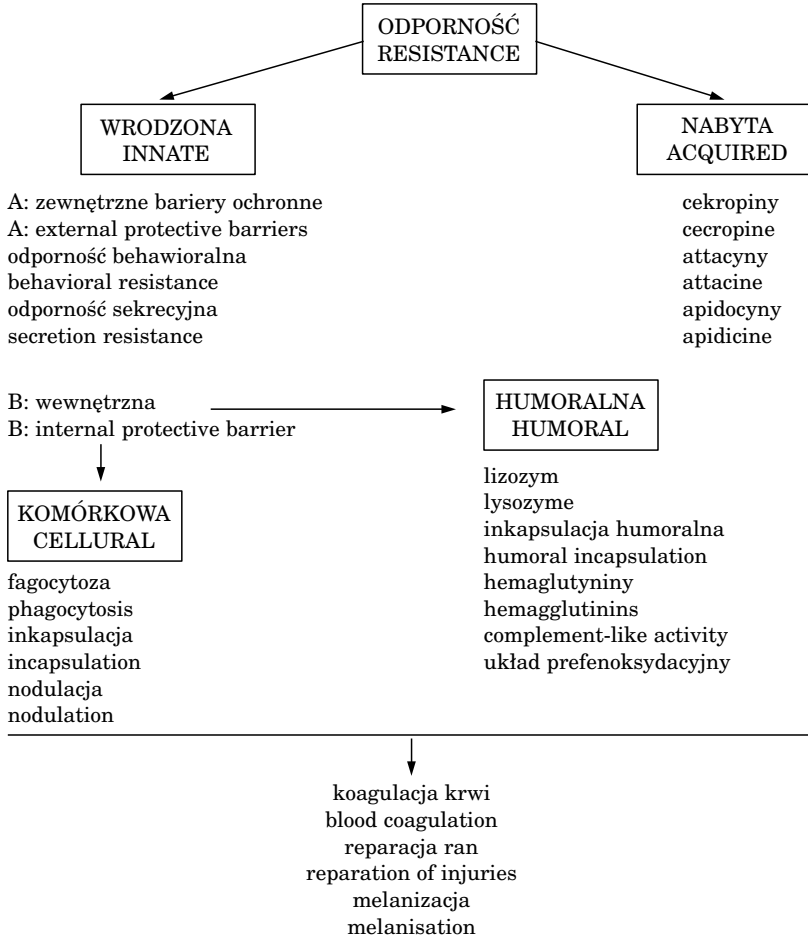 ODPORNOŚĆ
RESISTANCE
WRODZONA
INNATE
NABYTA
ACQUIRED
A: zewnętrzne bariery ochronne
A: external protective barriers
odporność behawioralna
behavioral resistance
odporność sekrecyjna
secretion resistance
cekropiny
cecropine
attacyny
attacine
apidocyny
apidicine
B: wewnętrzna
B: internal protective barrier
HUMORALNA
HUMORAL
lizozym
lysozyme
inkapsulacja humoralna
humoral incapsulation
hemaglutyniny
hemagglutinins
complement-like activity
układ prefenoksydacyjny
KOMÓRKOWA
CELLURAL
fagocytoza
phagocytosis
inkapsulacja
incapsulation
nodulacja
nodulation
koagulacja krwi
blood coagulation
reparacja ran
reparation of injuries
melanizacja
melanisation